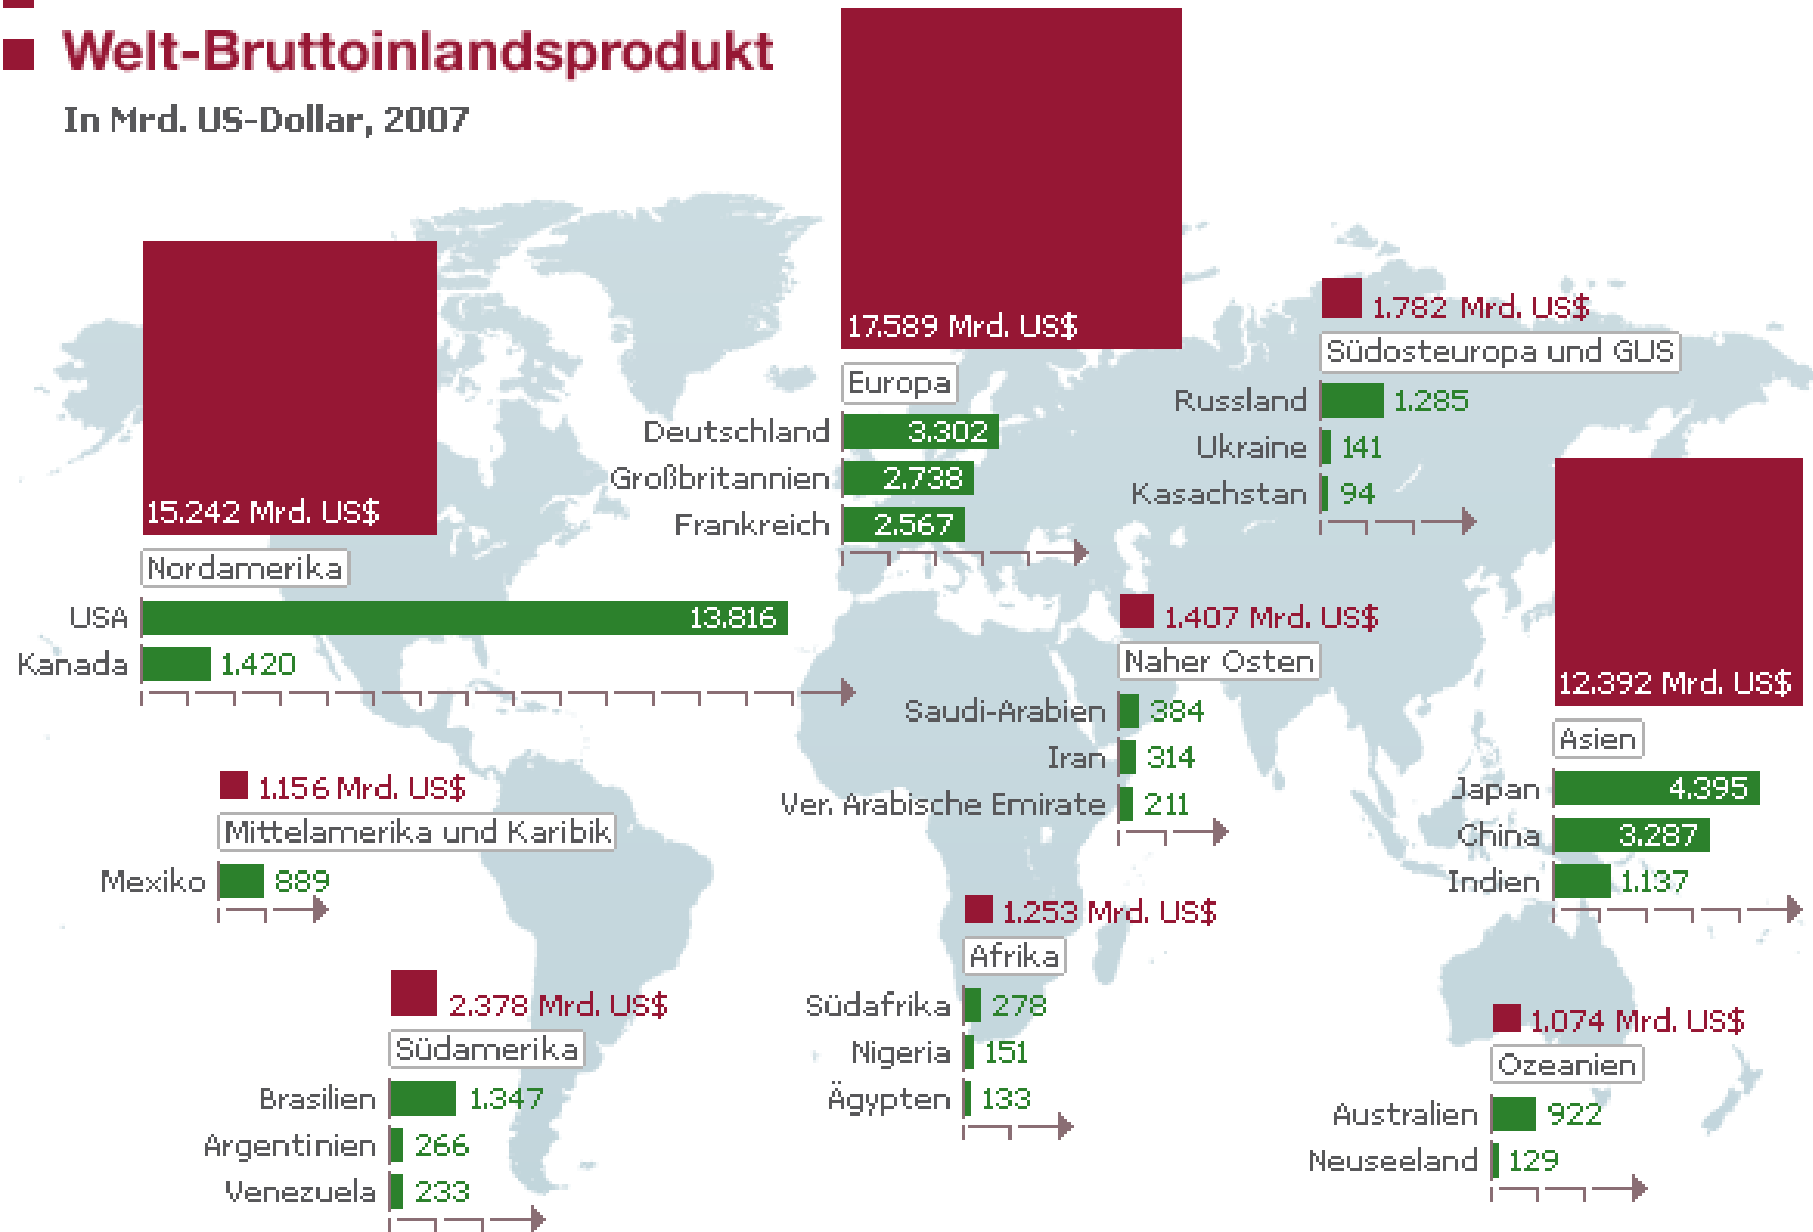 Welt-Bruttoinlandsprodukt
In Mrd. US-Dollar, 2007
15.242 Mrd. US$
Nordamerika
USA 13.816
Kanada 1.420
17.589 Mrd. US$
Europa
Deutschland 3.302
Großbritannien 2.738
Frankreich 2.567
1.782 Mrd. US$
Südosteuropa und GUS
Russland 1.285
Ukraine 141
Kasachstan 94
12.392 Mrd. US$
Asien
Japan 4.395
China 3.287
Indien 1.137
1.407 Mrd. US$
Naher Osten
Saudi-Arabien 384
Iran 314
Ver. Arabische Emirate 211
1.156 Mrd. US$
Mittelamerika und Karibik
Mexiko 889
2.378 Mrd. US$
Südamerika
Brasilien 1.347
Argentinien 266
Venezuela 233
1.253 Mrd. US$
Afrika
Südafrika 278
Nigeria 151
Ägypten 133
1.074 Mrd. US$
Ozeanien
Australien 922
Neuseeland 129